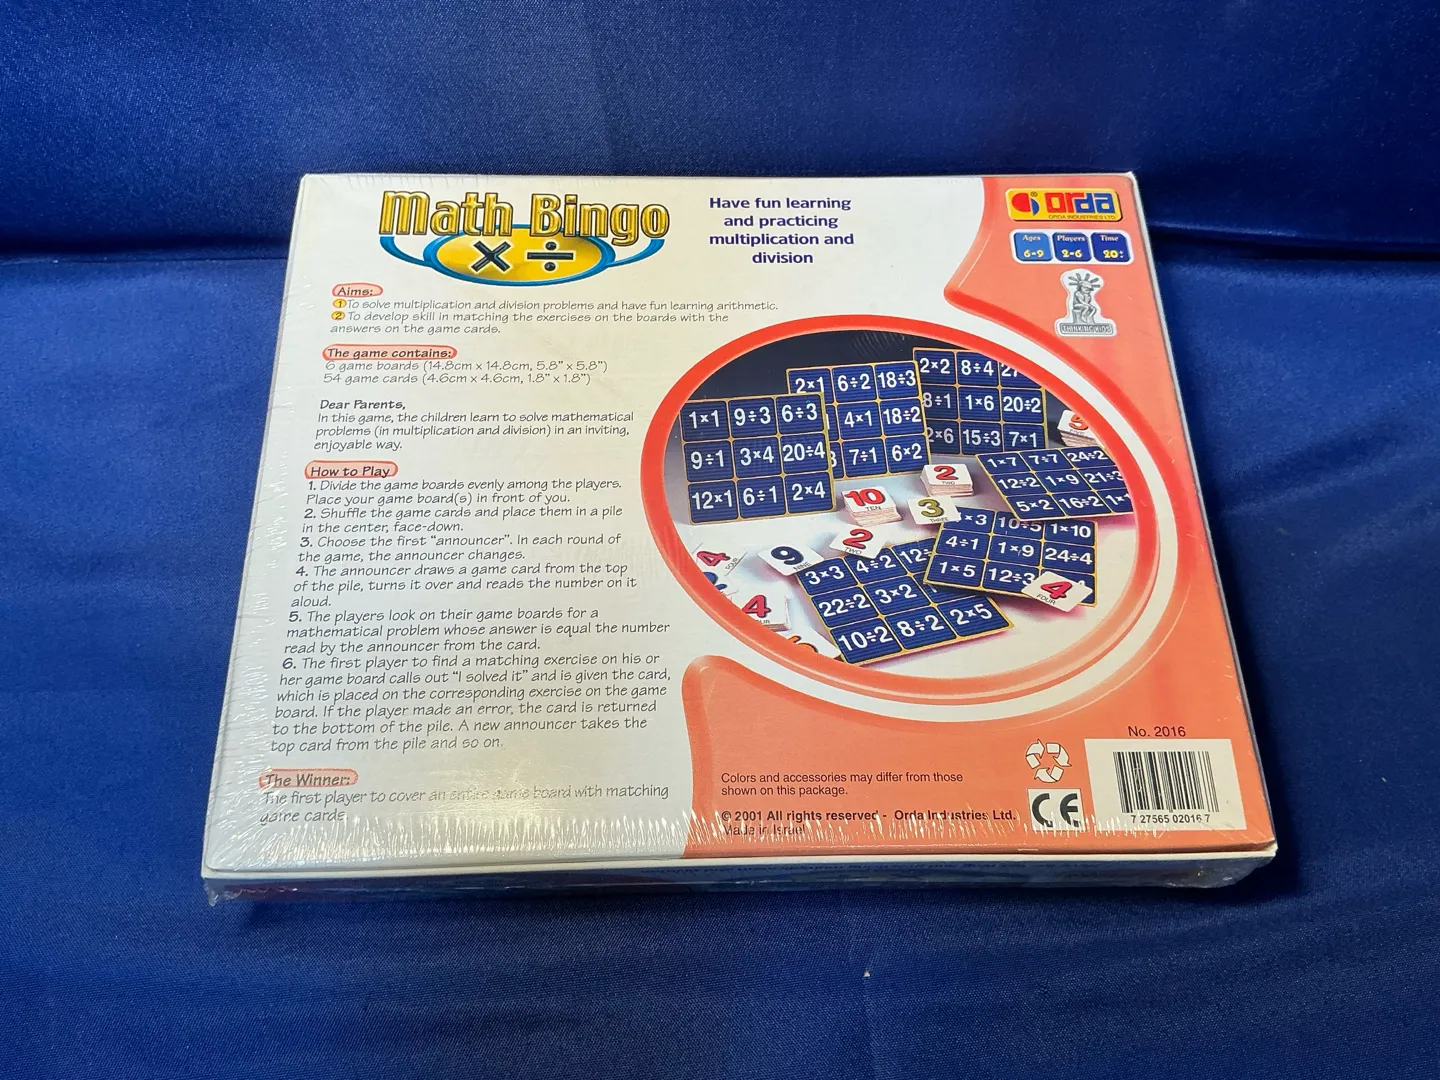 Math Bingo
× ÷
Have fun learning
and practicing
multiplication and
division
orda
ORDA INDUSTRIES LTD.
Ages
6-9
Players
2-6
Time
20:
THINKING KIDS
Aims:
1 To solve multiplication and division problems and have fun learning arithmetic.
2 To develop skill in matching the exercises on the boards with the
answers on the game cards.
The game contains:
6 game boards (14.8cm x 14.8cm, 5.8" x 5.8")
54 game cards (4.6cm x 4.6cm, 1.8" x 1.8")
Dear Parents,
In this game, the children learn to solve mathematical
problems (in multiplication and division) in an inviting,
enjoyable way.
How to Play
1. Divide the game boards evenly among the players.
Place your game board(s) in front of you.
2. Shuffle the game cards and place them in a pile
in the center, face-down.
3. Choose the first "announcer". In each round of
the game, the announcer changes.
4. The announcer draws a game card from the top
of the pile, turns it over and reads the number on it
aloud.
5. The players look on their game boards for a
mathematical problem whose answer is equal the number
read by the announcer from the card.
6. The first player to find a matching exercise on his or
her game board calls out "I solved it" and is given the card,
which is placed on the corresponding exercise on the game
board. If the player made an error, the card is returned
to the bottom of the pile. A new announcer takes the
top card from the pile and so on.
The Winner:
The first player to cover an entire game board with matching
game cards
1×1 9÷3 6÷3
9÷1 3×4 20÷4
12×1 6÷1 2×4
2×1 6÷2 18÷3
4×1 18÷2
7÷1 6×2
2×2 8÷4
8÷1 1×6 20÷2
2×6 15÷3 7×1
1×7 7÷7 24÷2
12÷2 1×9 21÷3
5×2 16÷2
×3 10÷5 1×10
4÷1 1×9 24÷4
1×5 12÷3
3×3 4÷2 12÷
22÷2 3×2
10÷2 8÷2 2×5
5
2
TWO
10
TEN
3
THREE
2
TWO
9
NINE
4
FOUR
4
4
FOUR
No. 2016
Colors and accessories may differ from those
shown on this package.
© 2001 All rights reserved - Orda Industries Ltd.
Made in Israel
CE
7 27565 02016 7